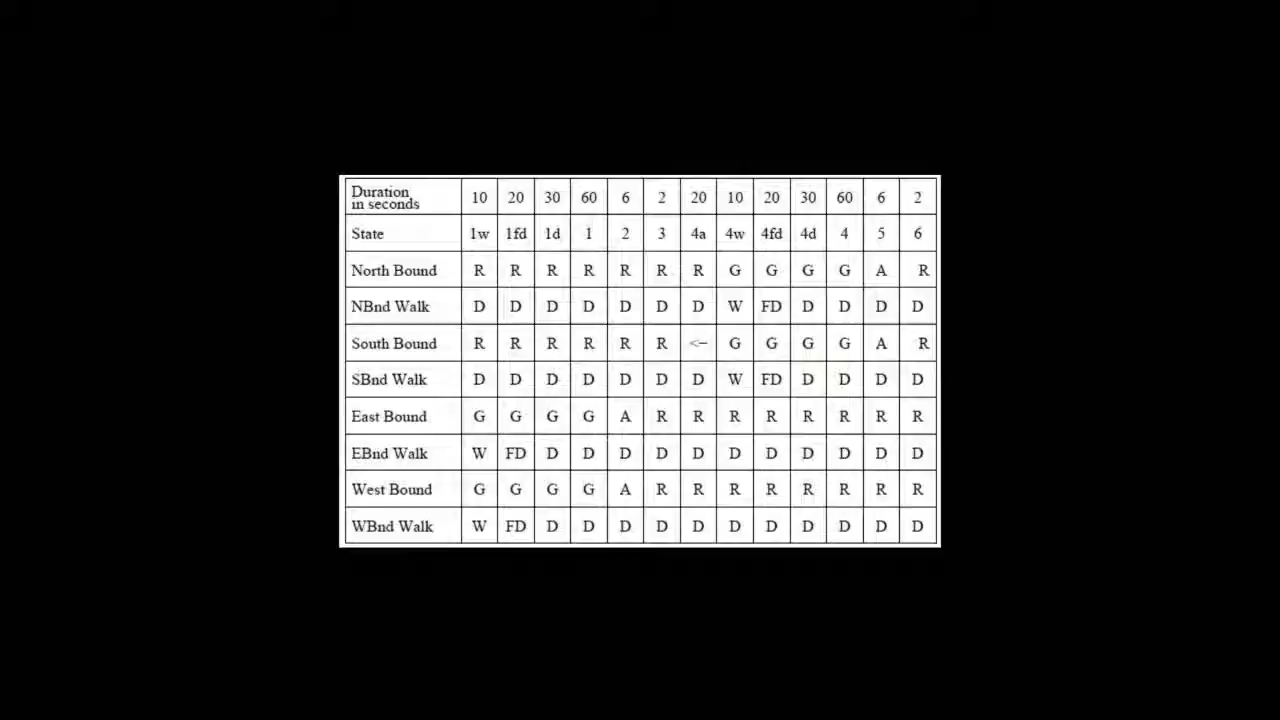 Duration in seconds 10 20 30 60 6 2 20 10 20 30 60 6 2
State 1w 1fd 1d 1 2 3 4a 4w 4fd 4d 4 5 6
North Bound R R R R R R R G G G G A R
NBnd Walk D D D D D D D W FD D D D D
South Bound R R R R R R <- G G G G A R
SBnd Walk D D D D D D D W FD D D D D
East Bound G G G G A R R R R R R R R
EBnd Walk W FD D D D D D D D D D D D
West Bound G G G G A R R R R R R R R
WBnd Walk W FD D D D D D D D D D D D